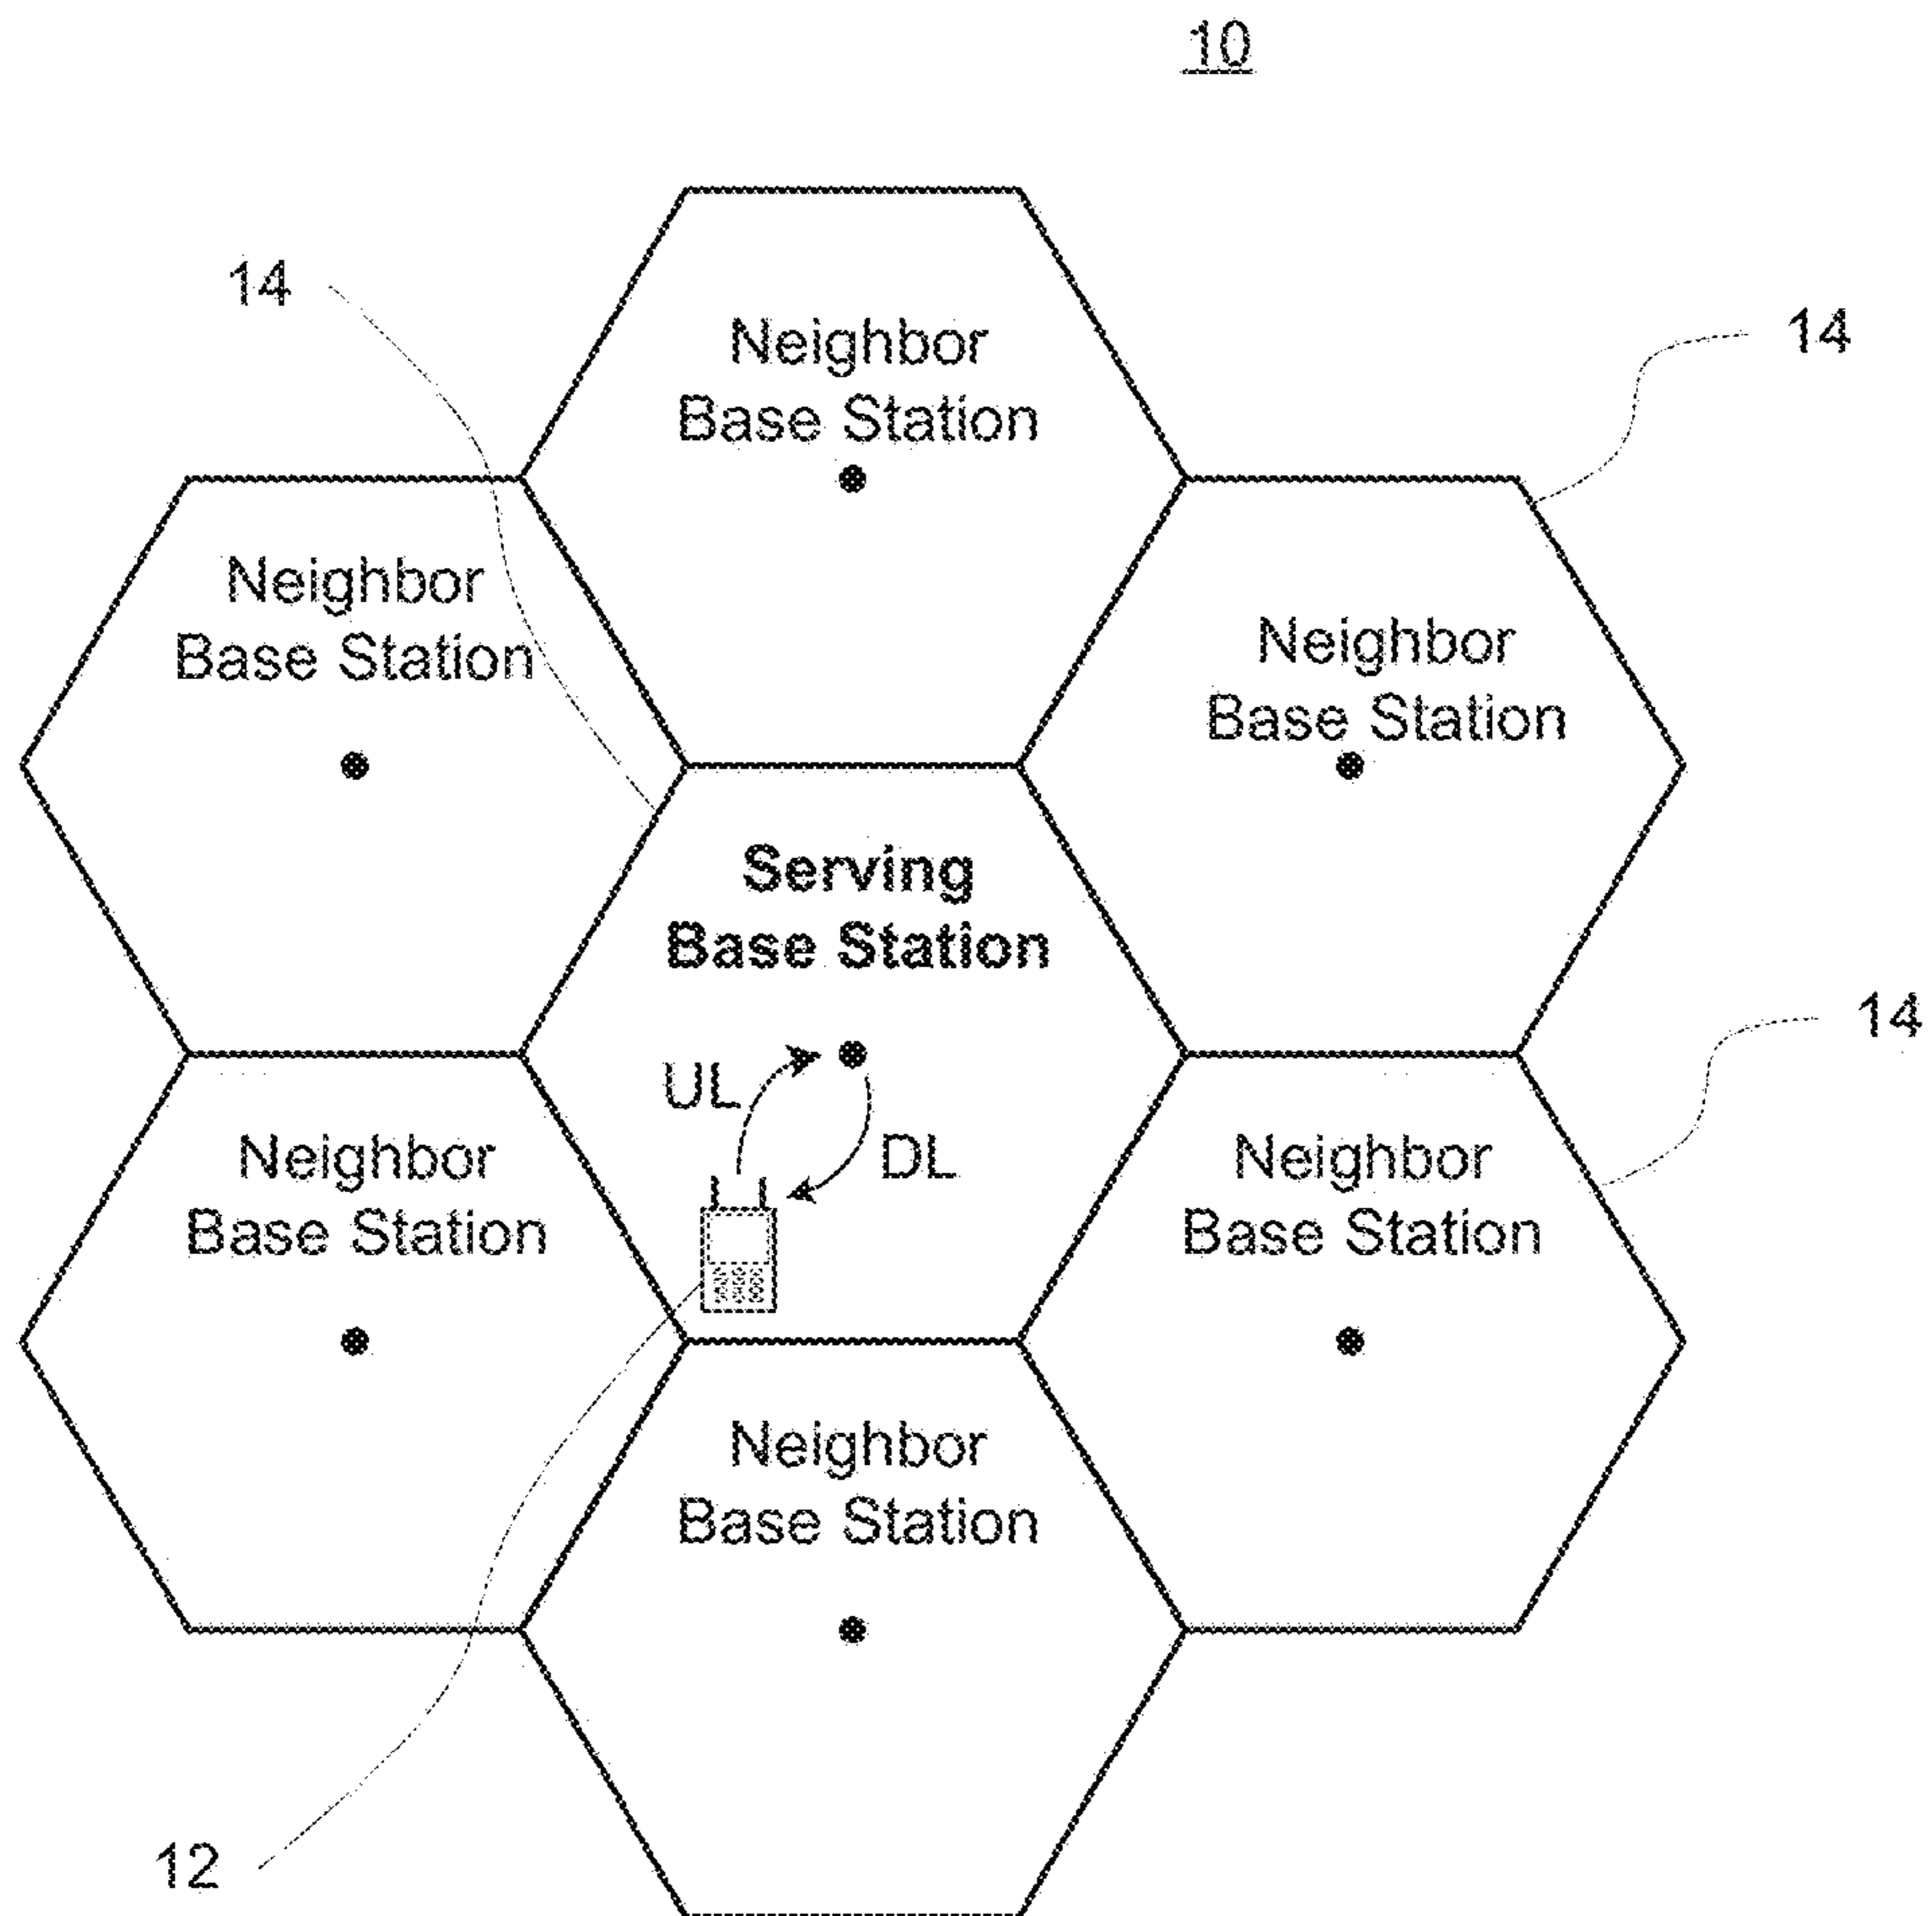 10
14
Neighbor
Base Station
14
Neighbor
Base Station
Neighbor
Base Station
Serving
Base Station
14
UL
DL
Neighbor
Base Station
Neighbor
Base Station
Neighbor
Base Station
12